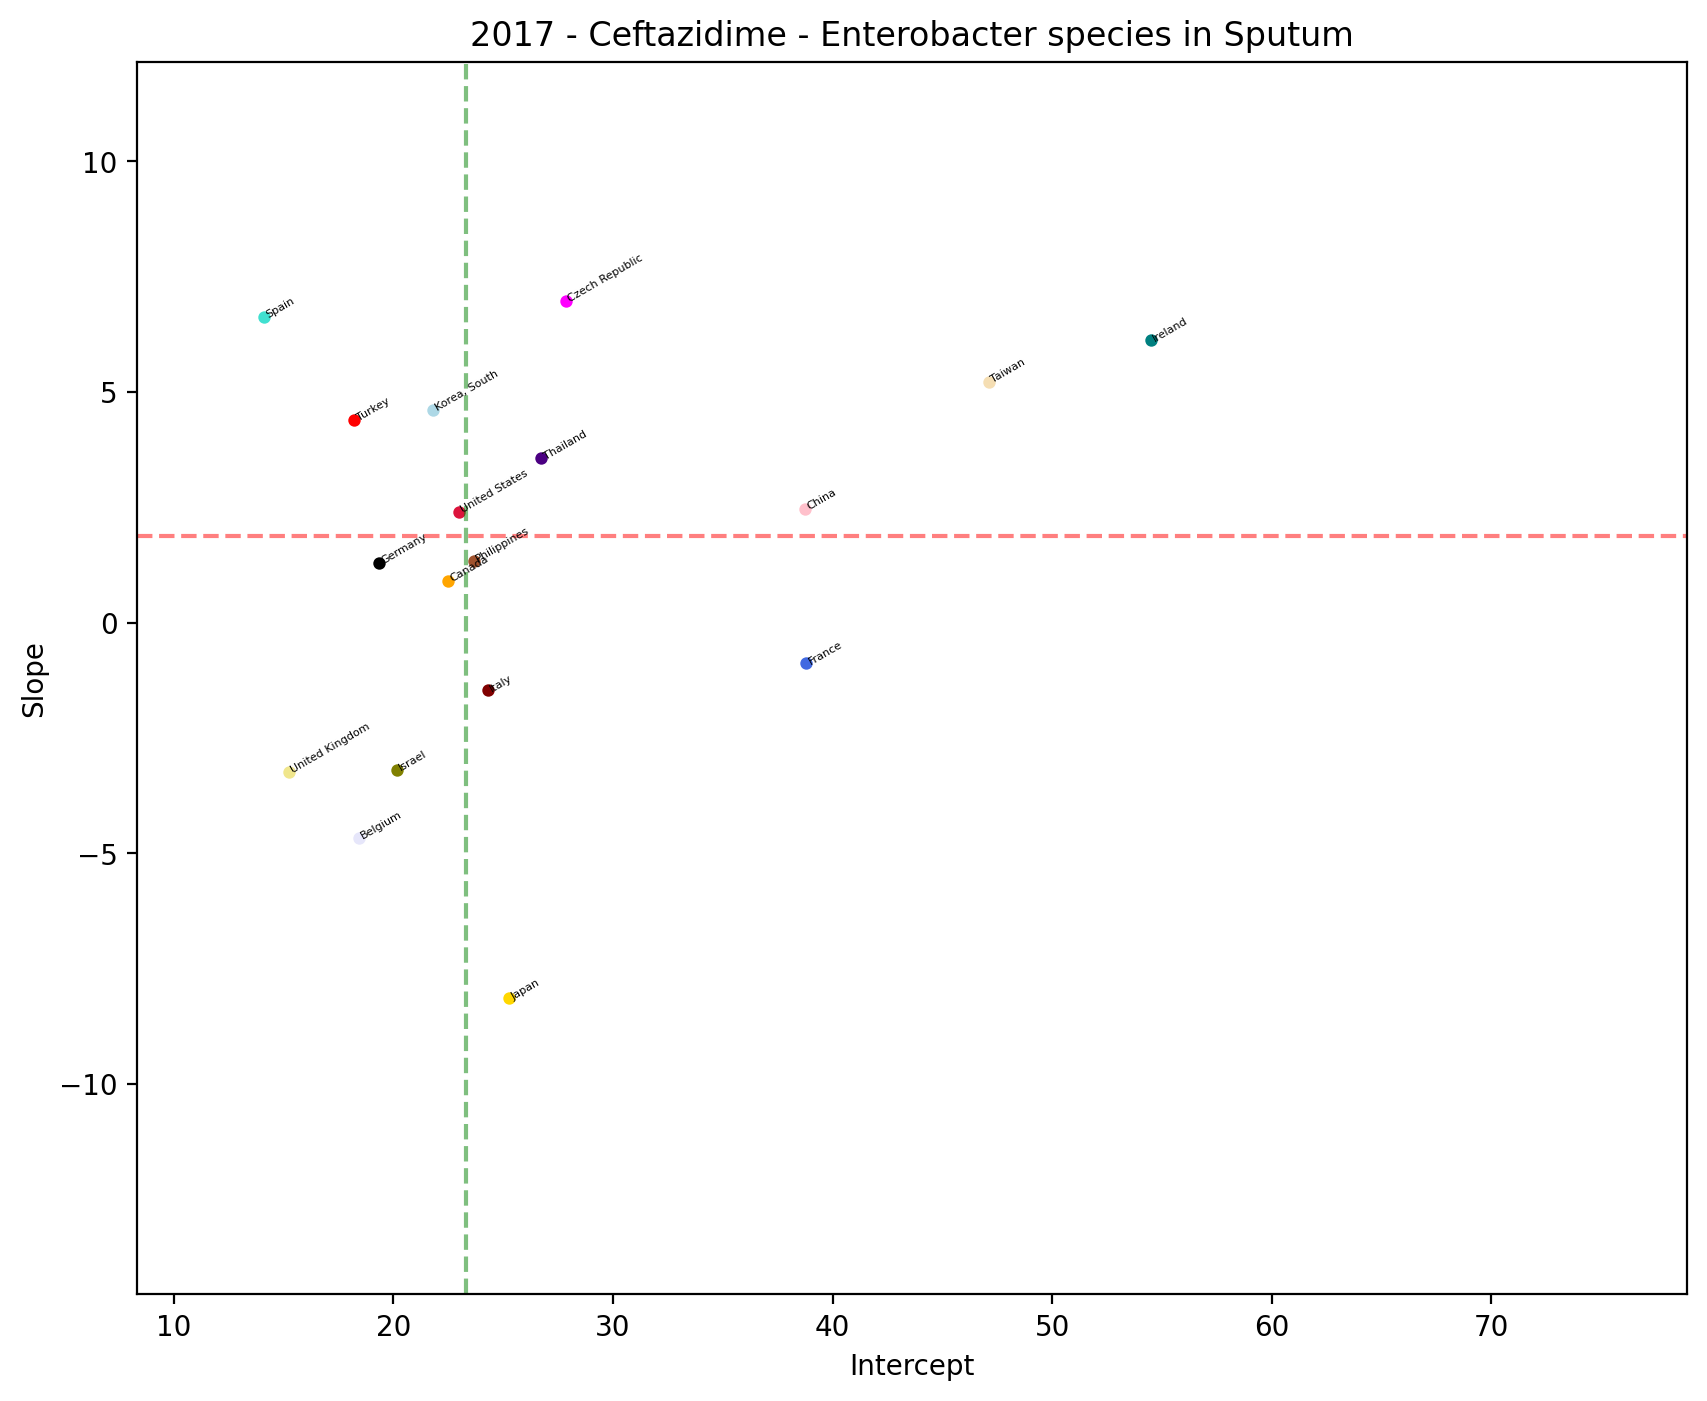 2017 - Ceftazidime - Enterobacter species in Sputum
10
5
0
−5
−10
Slope
Czech Republic
Spain
Ireland
Taiwan
Korea, South
Turkey
Thailand
United States
China
Philippines
Germany
Canada
France
Italy
United Kingdom
Israel
Belgium
Japan
10 20 30 40 50 60 70
Intercept